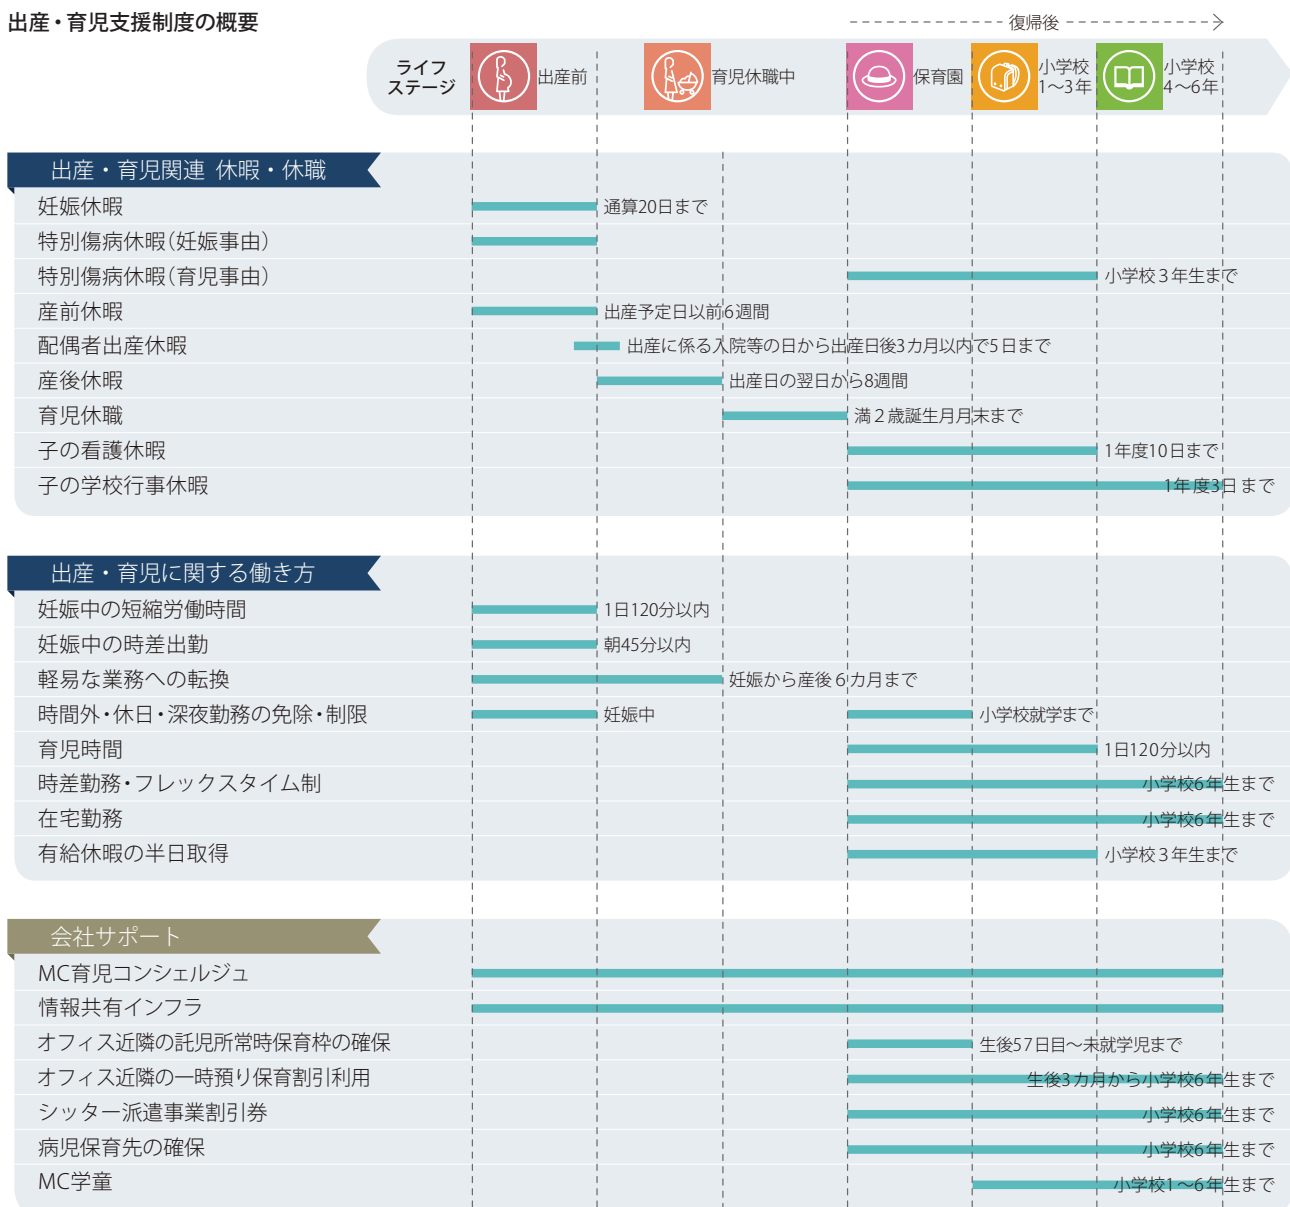 出産・育児支援制度の概要
復帰後
ライフ
ステージ
出産前
育児休職中
保育園
小学校
1〜3年
小学校
4〜6年
出産・育児関連 休暇・休職
妊娠休暇 通算20日まで
特別傷病休暇(妊娠事由)
特別傷病休暇(育児事由) 小学校3年生まで
産前休暇 出産予定日以前6週間
配偶者出産休暇 出産に係る入院等の日から出産日後3カ月以内で5日まで
産後休暇 出産日の翌日から8週間
育児休職 満2歳誕生月月末まで
子の看護休暇 1年度10日まで
子の学校行事休暇 1年度3日まで
出産・育児に関する働き方
妊娠中の短縮労働時間 1日120分以内
妊娠中の時差出勤 朝45分以内
軽易な業務への転換 妊娠から産後6カ月まで
時間外・休日・深夜勤務の免除・制限 妊娠中 小学校就学まで
育児時間 1日120分以内
時差勤務・フレックスタイム制 小学校6年生まで
在宅勤務 小学校6年生まで
有給休暇の半日取得 小学校3年生まで
会社サポート
MC育児コンシェルジュ
情報共有インフラ
オフィス近隣の託児所常時保育枠の確保 生後57日目〜未就学児まで
オフィス近隣の一時預り保育割引利用 生後3カ月から小学校6年生まで
シッター派遣事業割引券 小学校6年生まで
病児保育先の確保 小学校6年生まで
MC学童 小学校1〜6年生まで